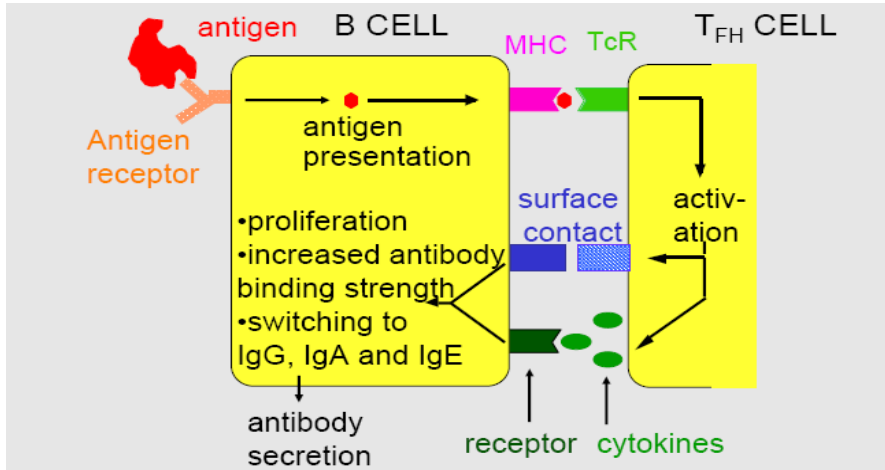 antigen
B CELL
MHC
TcR
TFH CELL
Antigen
receptor
antigen
presentation
surface
contact
activ-
ation
•proliferation
•increased antibody
binding strength
•switching to
IgG, IgA and IgE
antibody
secretion
receptor
cytokines